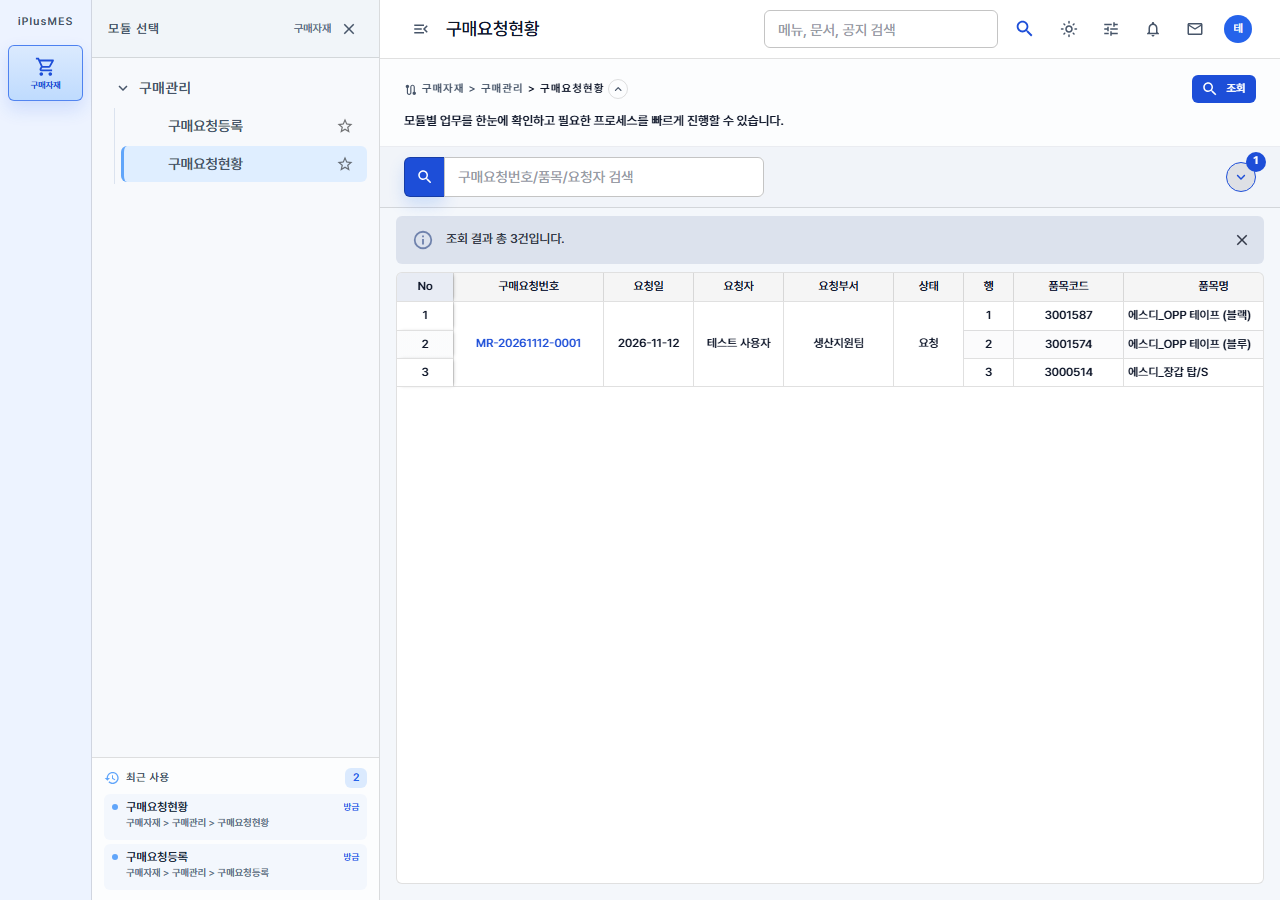 iPlusMES
구매자재
모듈 선택
구매자재
구매관리
구매요청등록
구매요청현황
최근 사용
2
구매요청현황
방금
구매자재 > 구매관리 > 구매요청현황
구매요청등록
방금
구매자재 > 구매관리 > 구매요청등록
구매요청현황
메뉴, 문서, 공지 검색
테
구매자재 > 구매관리 > 구매요청현황
조회
모듈별 업무를 한눈에 확인하고 필요한 프로세스를 빠르게 진행할 수 있습니다.
구매요청번호/품목/요청자 검색
1
조회 결과 총 3건입니다.
No 구매요청번호 요청일 요청자 요청부서 상태 행 품목코드 품목명
1 MR-20261112-0001 2026-11-12 테스트 사용자 생산지원팀 요청 1 3001587 에스디_OPP 테이프 (블랙)
2 2 3001574 에스디_OPP 테이프 (블루)
3 3 3000514 에스디_장갑 탑/S